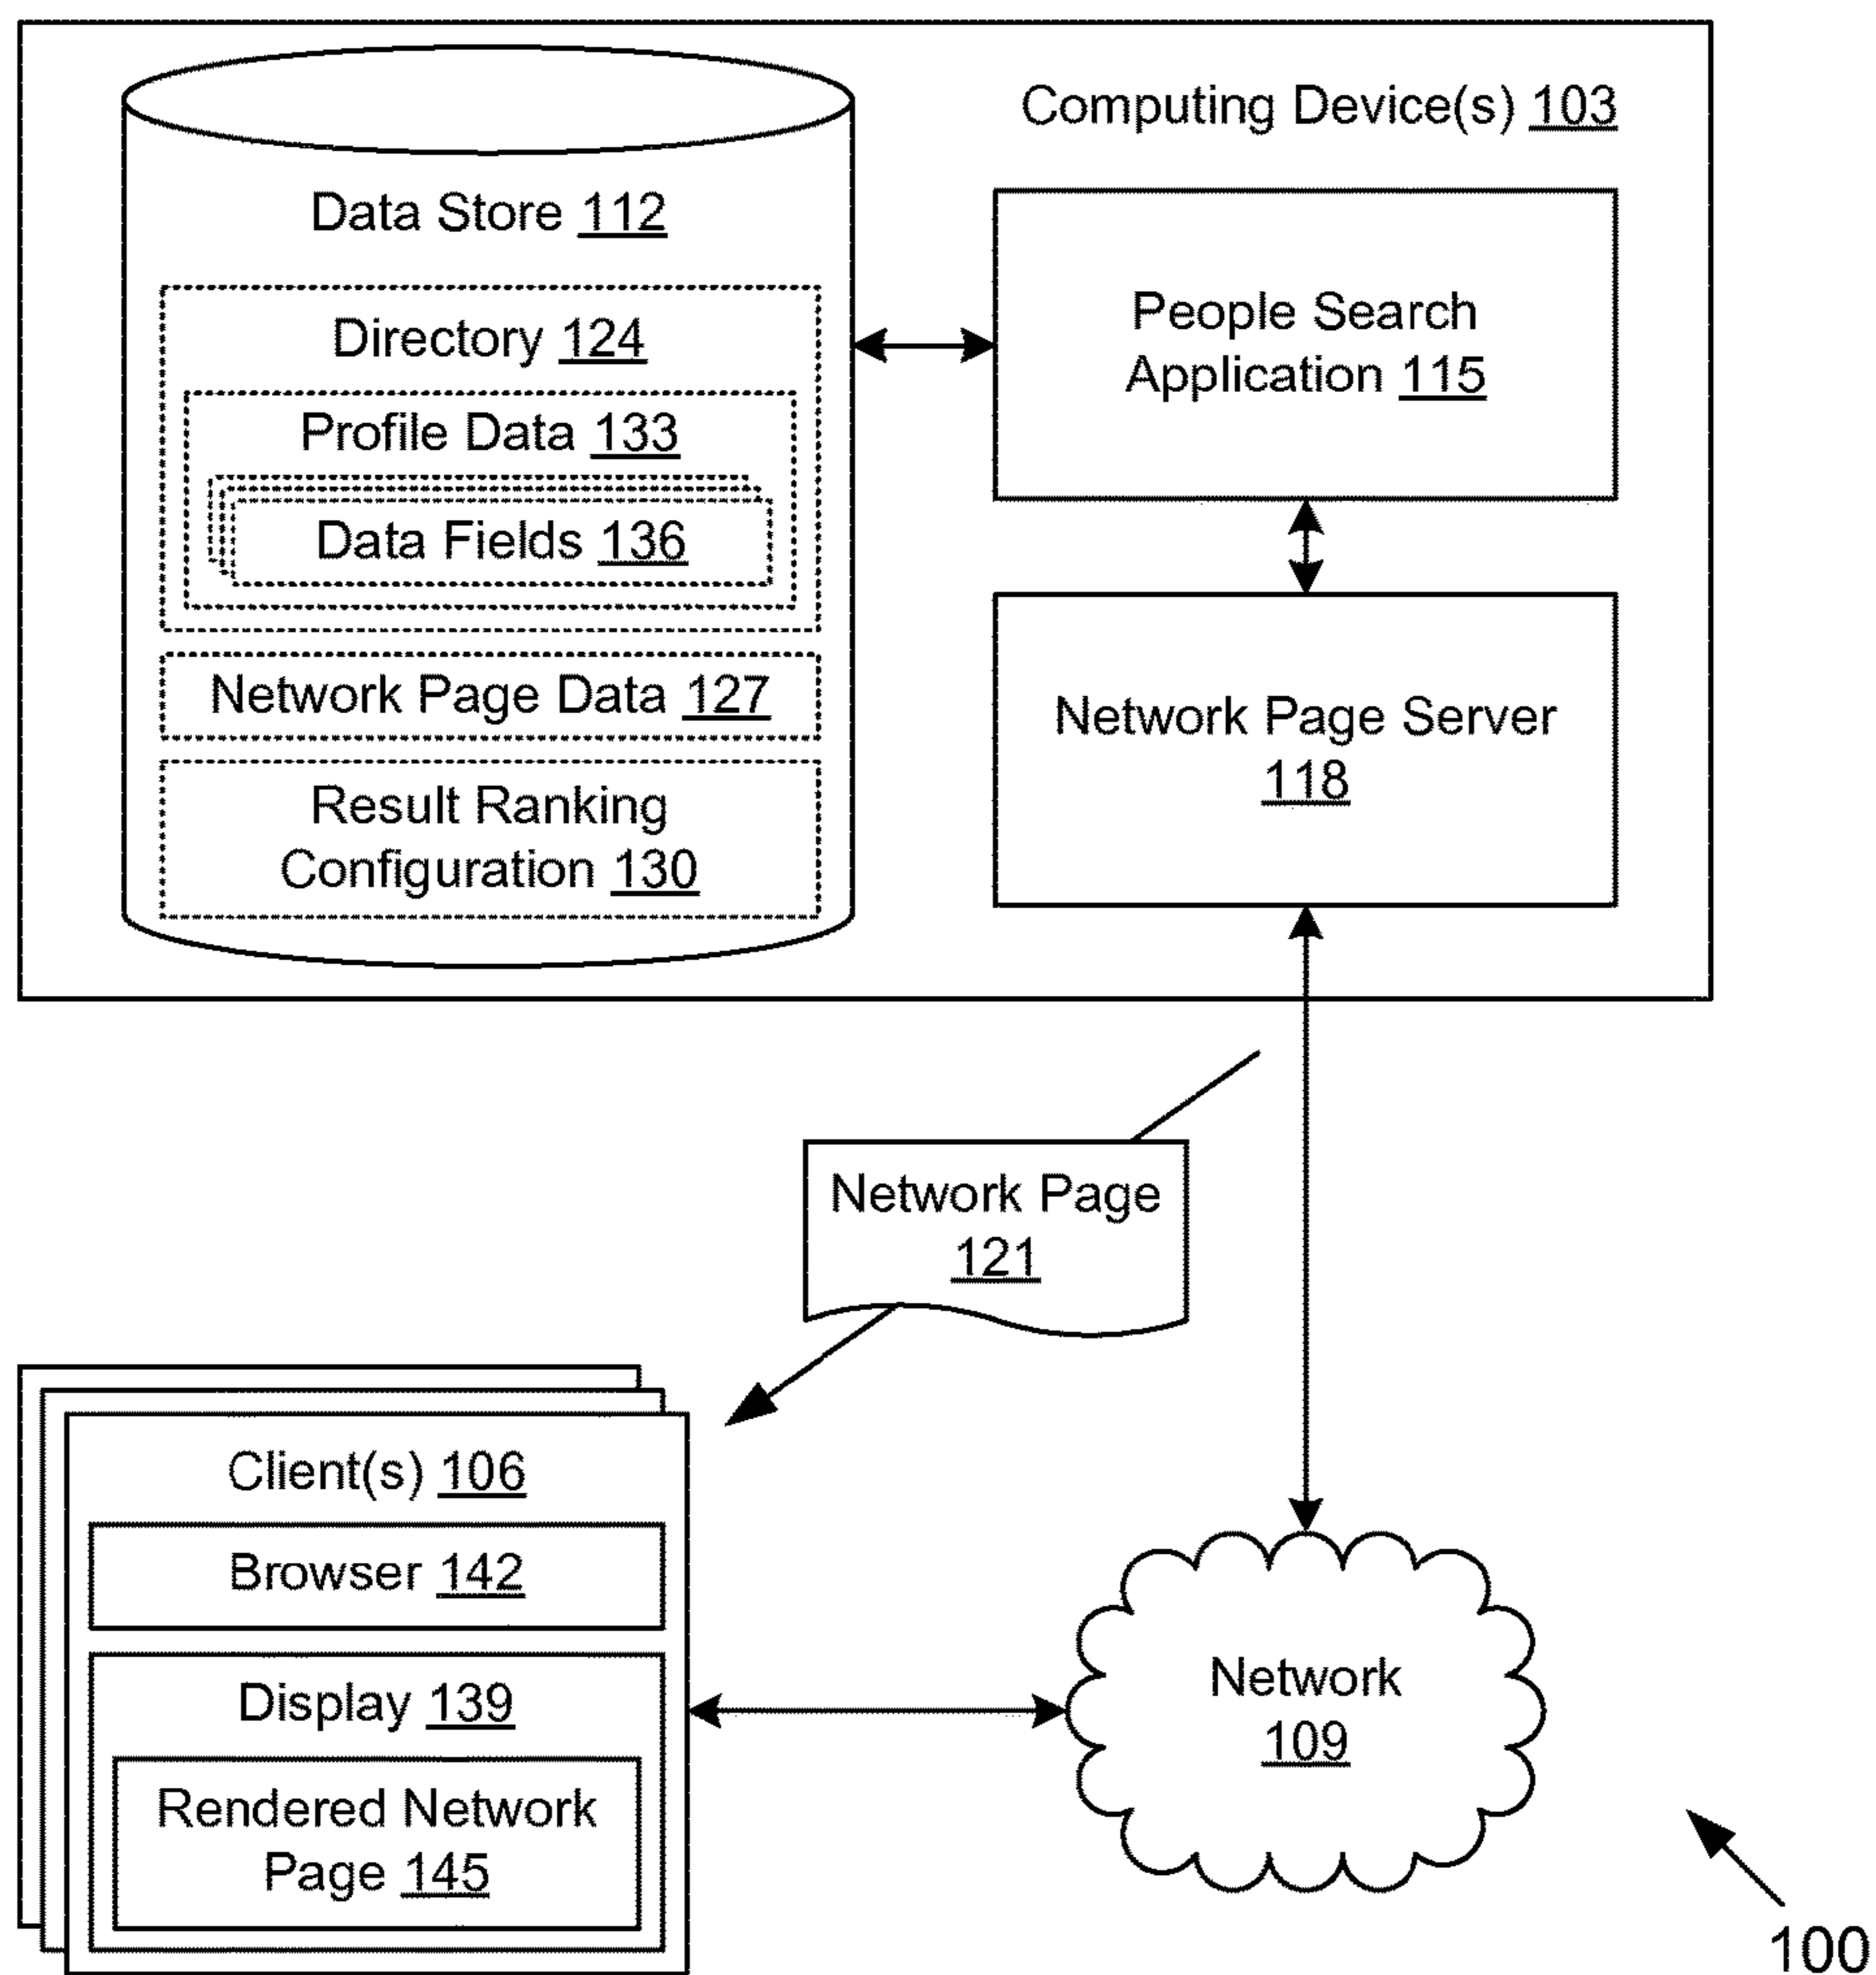 Computing Device(s) 103
Data Store 112
Directory 124
Profile Data 133
Data Fields 136
Network Page Data 127
Result Ranking
Configuration 130
People Search
Application 115
Network Page Server
118
Network Page
121
Client(s) 106
Browser 142
Display 139
Rendered Network
Page 145
Network
109
100